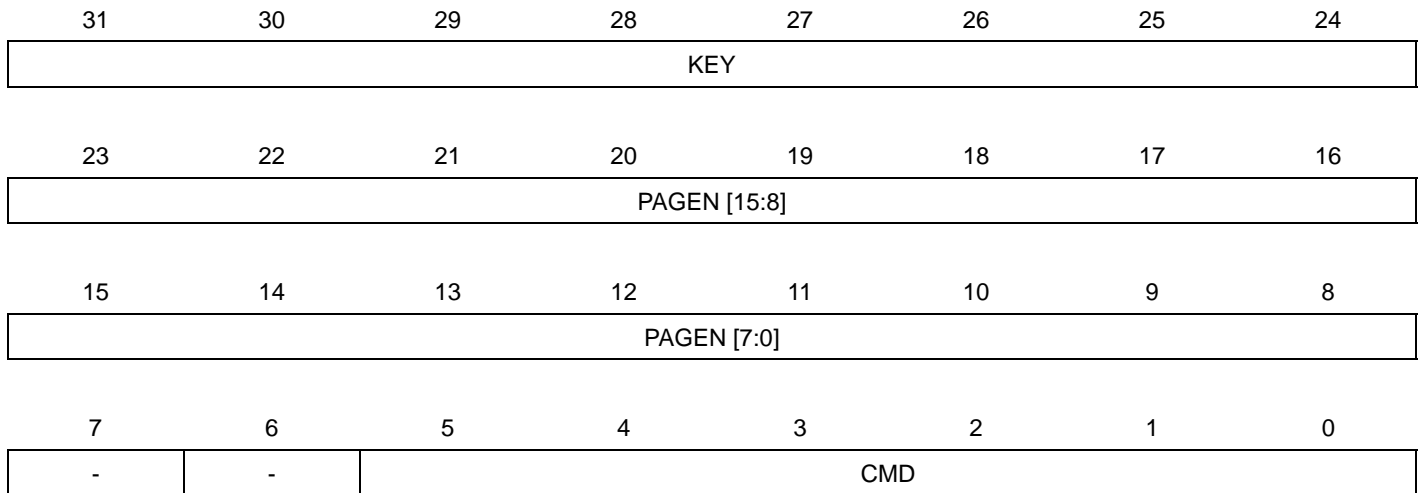 31 30 29 28 27 26 25 24
KEY
23 22 21 20 19 18 17 16
PAGEN [15:8]
15 14 13 12 11 10 9 8
PAGEN [7:0]
7 6 5 4 3 2 1 0
- - CMD